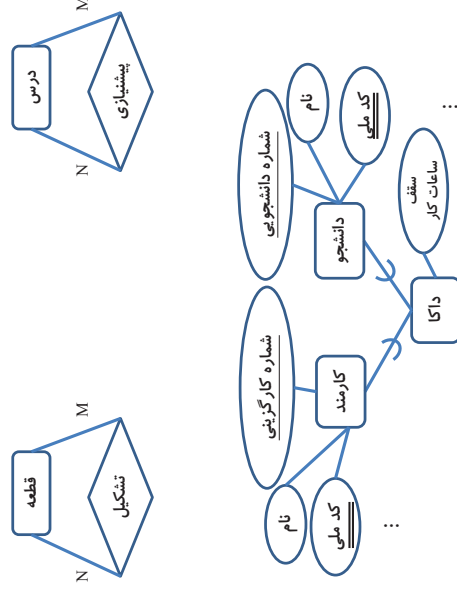 M
درس
پیشنیازی
N
M
قطعه
تشکیل
N
نام
کد ملی
شماره دانشجویی
دانشجو
...
سقف
ساعات کار
داکا
شماره کارگزینی
کارمند
نام
کد ملی
...